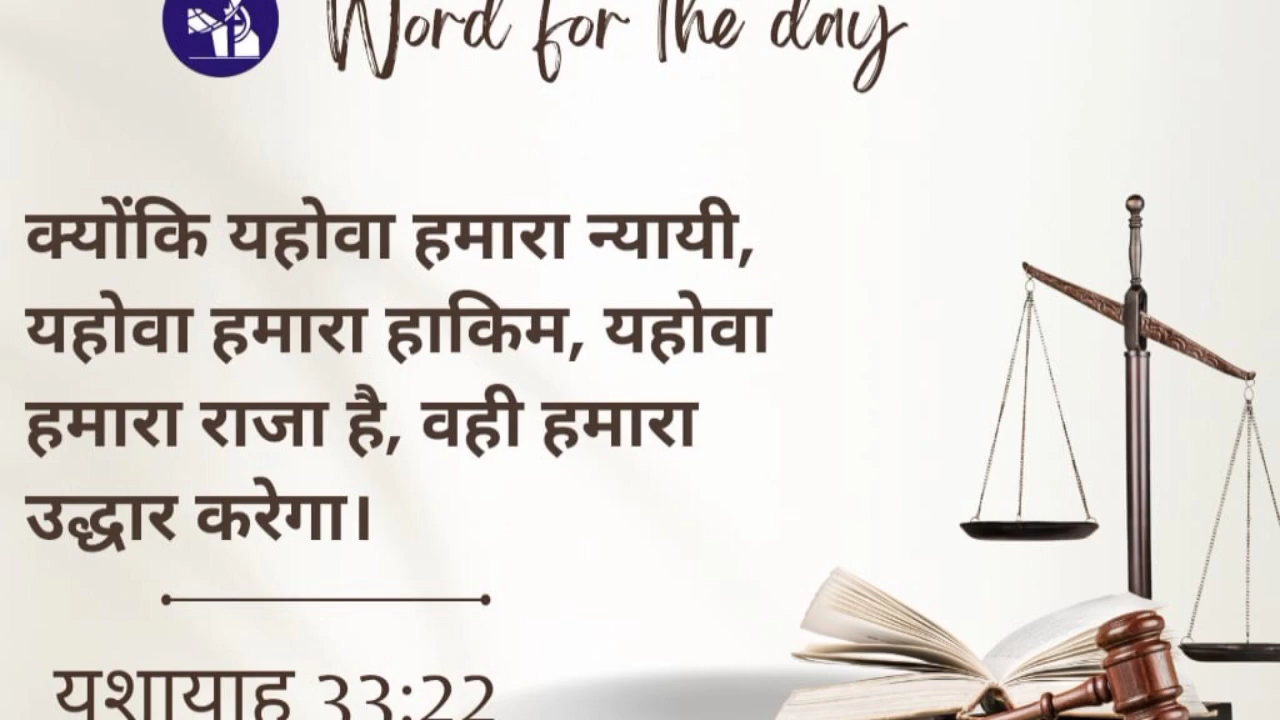 Word for the day
क्योंकि यहोवा हमारा न्यायी,
यहोवा हमारा हाकिम, यहोवा
हमारा राजा है, वही हमारा
उद्धार करेगा।
यशायाह 33:22